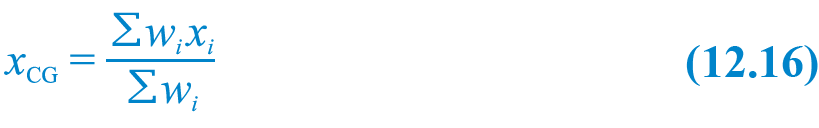 x_CG = Σw_i x_i / Σw_i (12.16)